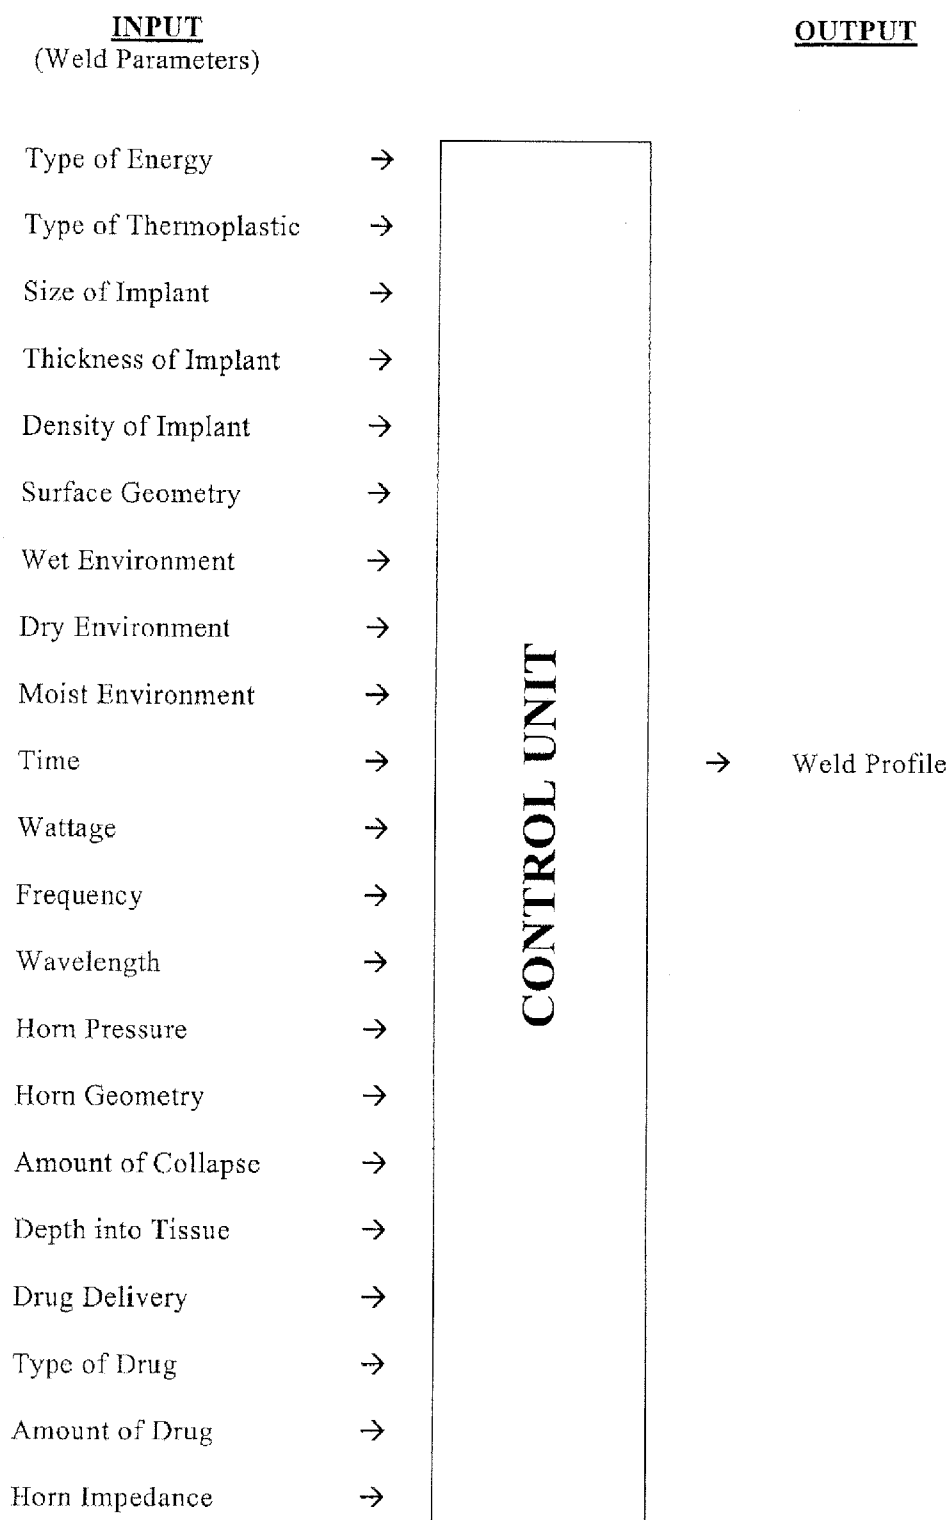 INPUT
(Weld Parameters)
OUTPUT
Type of Energy →
Type of Thermoplastic →
Size of Implant →
Thickness of Implant →
Density of Implant →
Surface Geometry →
Wet Environment →
Dry Environment →
Moist Environment →
Time →
Wattage →
Frequency →
Wavelength →
Horn Pressure →
Horn Geometry →
Amount of Collapse →
Depth into Tissue →
Drug Delivery →
Type of Drug →
Amount of Drug →
Horn Impedance →
CONTROL UNIT
→ Weld Profile